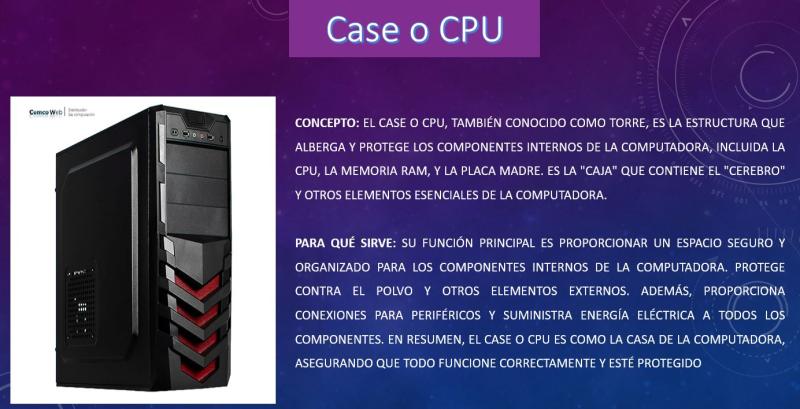 Case o CPU
Cumco Web
CONCEPTO: EL CASE O CPU, TAMBIÉN CONOCIDO COMO TORRE, ES LA ESTRUCTURA QUE
ALBERGA Y PROTEGE LOS COMPONENTES INTERNOS DE LA COMPUTADORA, INCLUIDA LA
CPU, LA MEMORIA RAM, Y LA PLACA MADRE. ES LA "CAJA" QUE CONTIENE EL "CEREBRO"
Y OTROS ELEMENTOS ESENCIALES DE LA COMPUTADORA.
PARA QUÉ SIRVE: SU FUNCIÓN PRINCIPAL ES PROPORCIONAR UN ESPACIO SEGURO Y
ORGANIZADO PARA LOS COMPONENTES INTERNOS DE LA COMPUTADORA. PROTEGE
CONTRA EL POLVO Y OTROS ELEMENTOS EXTERNOS. ADEMÁS, PROPORCIONA
CONEXIONES PARA PERIFÉRICOS Y SUMINISTRA ENERGÍA ELÉCTRICA A TODOS LOS
COMPONENTES. EN RESUMEN, EL CASE O CPU ES COMO LA CASA DE LA COMPUTADORA,
ASEGURANDO QUE TODO FUNCIONE CORRECTAMENTE Y ESTÉ PROTEGIDO